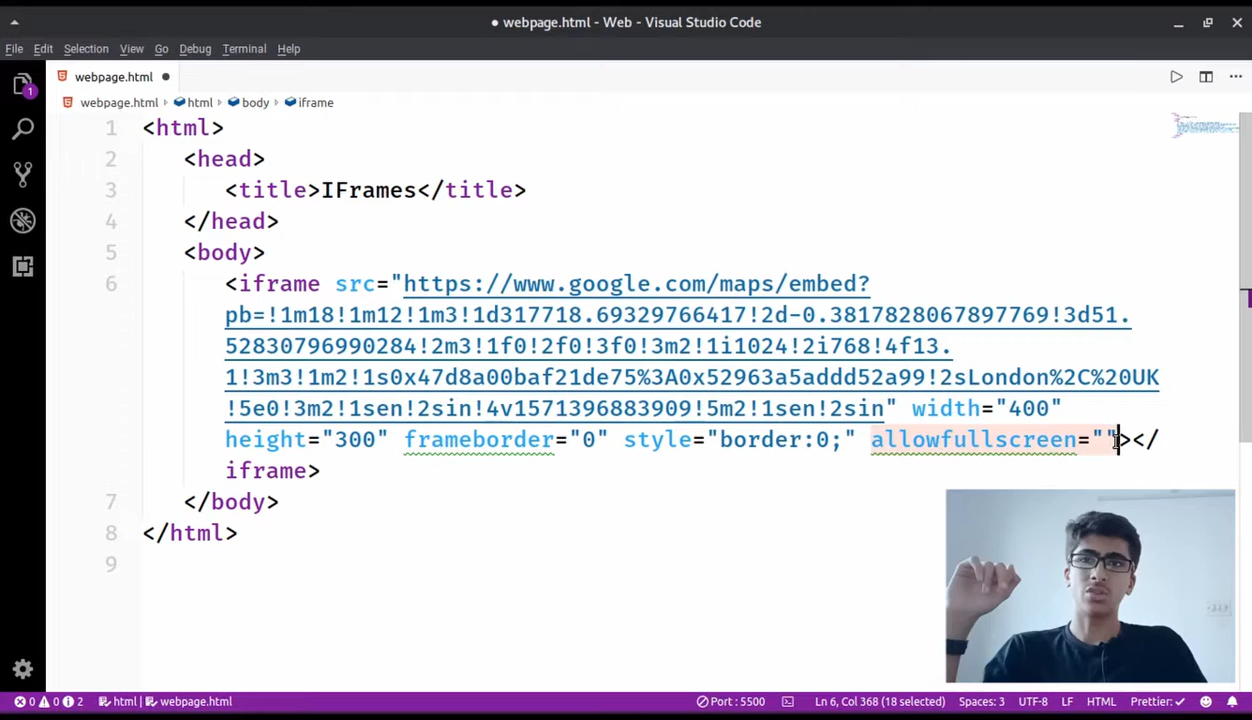 webpage.html - Web - Visual Studio Code
File Edit Selection View Go Debug Terminal Help
webpage.html
webpage.html > html > body > iframe
1 <html>
2 <head>
3 <title>IFrames</title>
4 </head>
5 <body>
6 <iframe src="https://www.google.com/maps/embed?
pb=!1m18!1m12!1m3!1d317718.69329766417!2d-0.3817828067897769!3d51.
52830796990284!2m3!1f0!2f0!3f0!3m2!1i1024!2i768!4f13.
1!3m3!1m2!1s0x47d8a00baf21de75%3A0x52963a5addd52a99!2sLondon%2C%20UK
!5e0!3m2!1sen!2sin!4v1571396883909!5m2!1sen!2sin" width="400"
height="300" frameborder="0" style="border:0;" allowfullscreen=""></
iframe>
7 </body>
8 </html>
9
1
0 0 2 html | webpage.html Port : 5500 Ln 6, Col 368 (18 selected) Spaces: 3 UTF-8 LF HTML Prettier: ✓